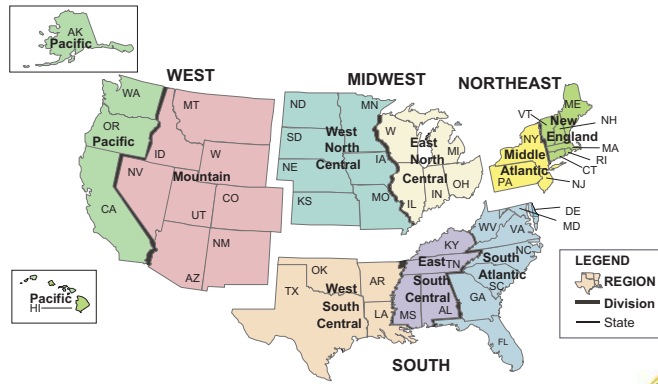 AK
Pacific
WEST
MIDWEST
NORTHEAST
WA
MT
ND
MN
VT
ME
OR
Pacific
ID
W
SD
West
North
Central
W
MI
East
North
Central
NY
New
England
NH
MA
RI
CT
NJ
Middle
Atlantic
PA
NV
Mountain
NE
IA
CA
UT
CO
KS
MO
IL
IN
OH
AZ
NM
DE
MD
WV
VA
KY
NC
East
South
Central
TN
South
Atlantic
SC
OK
AR
TX
West
South
Central
LA
MS
AL
GA
FL
Pacific
HI
SOUTH
LEGEND
REGION
Division
State